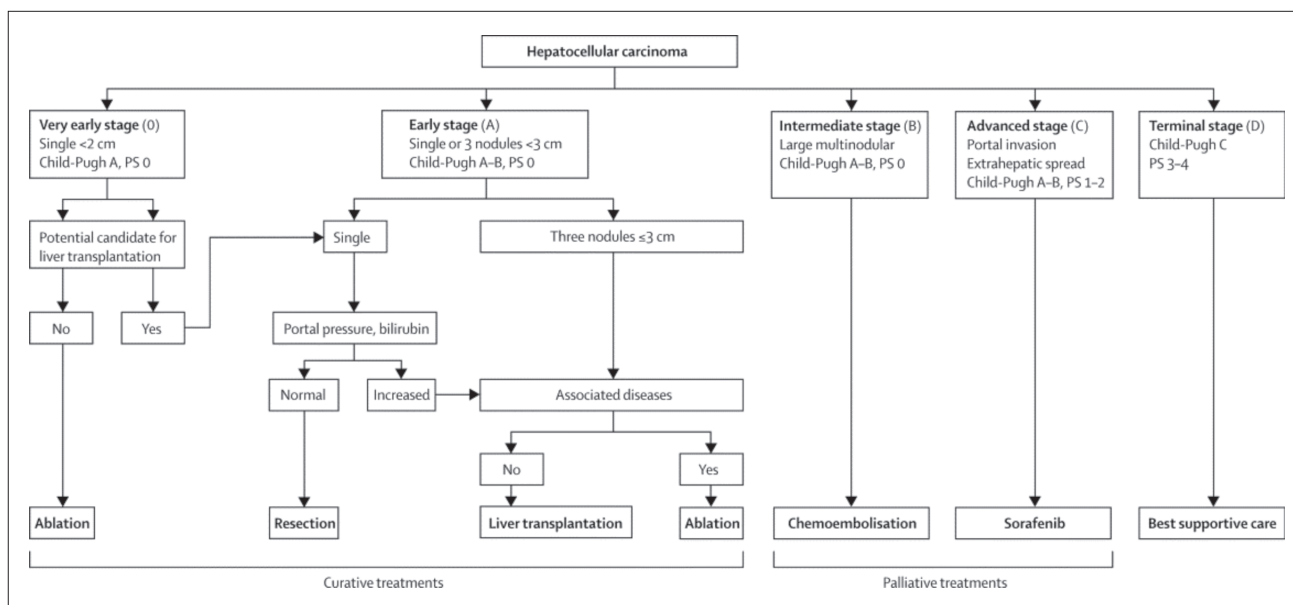 Hepatocellular carcinoma
Very early stage (0)
Single <2 cm
Child-Pugh A, PS 0
Early stage (A)
Single or 3 nodules <3 cm
Child-Pugh A–B, PS 0
Intermediate stage (B)
Large multinodular
Child-Pugh A–B, PS 0
Advanced stage (C)
Portal invasion
Extrahepatic spread
Child-Pugh A–B, PS 1–2
Terminal stage (D)
Child-Pugh C
PS 3–4
Potential candidate for
liver transplantation
Single
Three nodules ≤3 cm
No
Yes
Portal pressure, bilirubin
Normal
Increased
Associated diseases
No
Yes
Ablation
Resection
Liver transplantation
Ablation
Chemoembolisation
Sorafenib
Best supportive care
Curative treatments
Palliative treatments